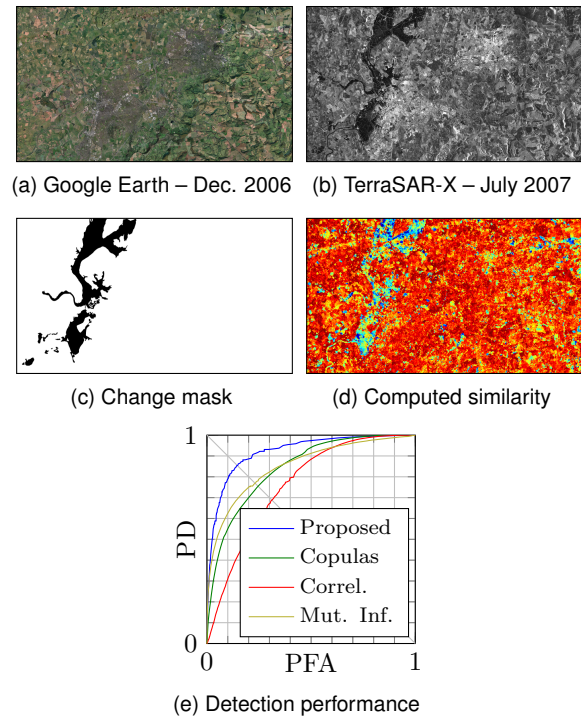 (a) Google Earth – Dec. 2006
(b) TerraSAR-X – July 2007
(c) Change mask
(d) Computed similarity
1
PD
0
Proposed
Copulas
Correl.
Mut. Inf.
0
PFA
1
(e) Detection performance